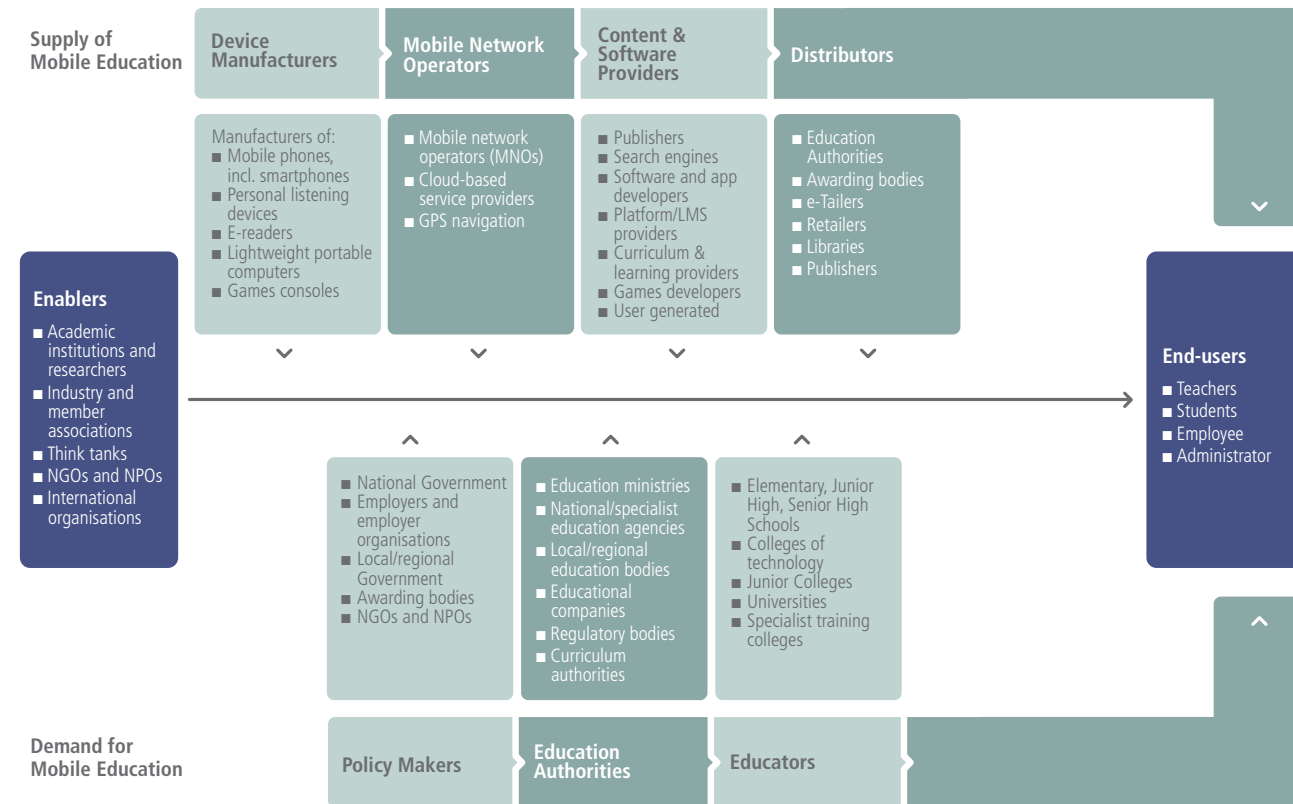 Supply of
Mobile Education
Device
Manufacturers
Mobile Network
Operators
Content &
Software
Providers
Distributors
Manufacturers of:
■ Mobile phones,
incl. smartphones
■ Personal listening
devices
■ E-readers
■ Lightweight portable
computers
■ Games consoles
■ Mobile network
operators (MNOs)
■ Cloud-based
service providers
■ GPS navigation
■ Publishers
■ Search engines
■ Software and app
developers
■ Platform/LMS
providers
■ Curriculum &
learning providers
■ Games developers
■ User generated
■ Education
Authorities
■ Awarding bodies
■ e-Tailers
■ Retailers
■ Libraries
■ Publishers
Enablers
■ Academic
institutions and
researchers
■ Industry and
member
associations
■ Think tanks
■ NGOs and NPOs
■ International
organisations
End-users
■ Teachers
■ Students
■ Employee
■ Administrator
■ National Government
■ Employers and
employer
organisations
■ Local/regional
Government
■ Awarding bodies
■ NGOs and NPOs
■ Education ministries
■ National/specialist
education agencies
■ Local/regional
education bodies
■ Educational
companies
■ Regulatory bodies
■ Curriculum
authorities
■ Elementary, Junior
High, Senior High
Schools
■ Colleges of
technology
■ Junior Colleges
■ Universities
■ Specialist training
colleges
Demand for
Mobile Education
Policy Makers
Education
Authorities
Educators